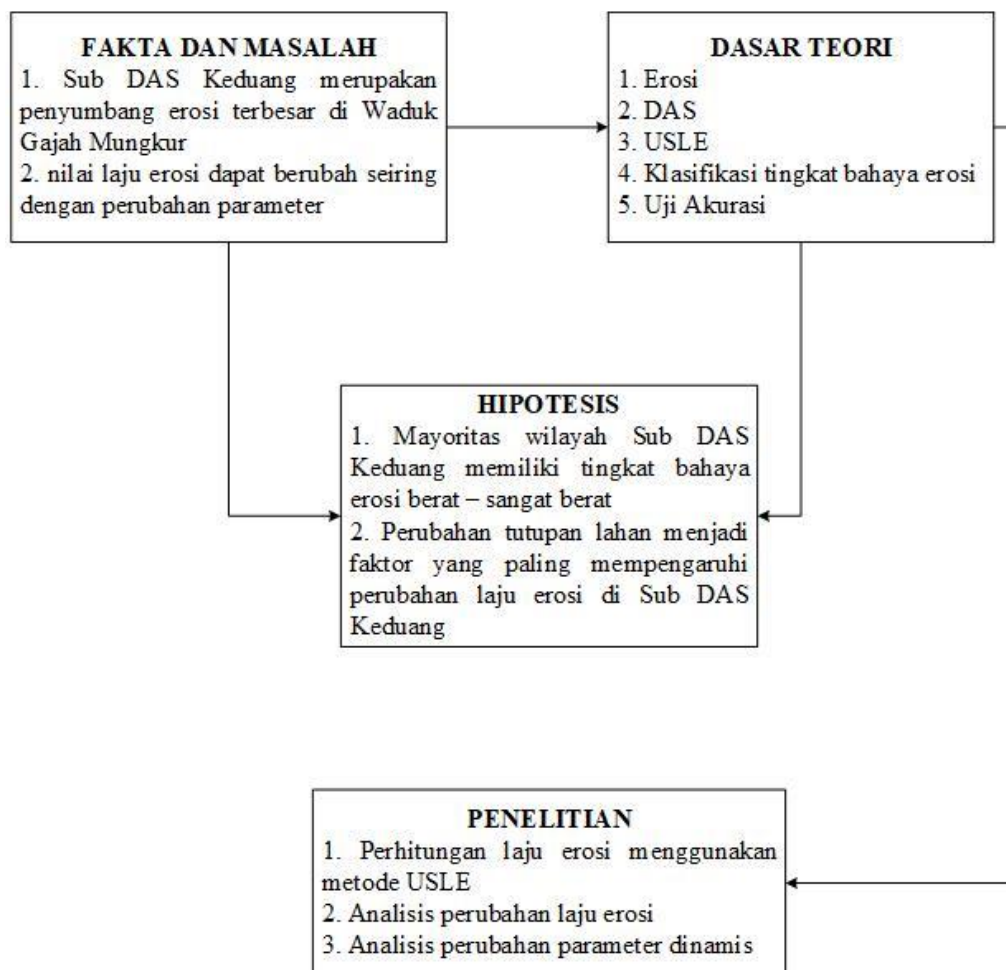 FAKTA DAN MASALAH
1. Sub DAS Keduang merupakan
penyumbang erosi terbesar di Waduk
Gajah Mungkur
2. nilai laju erosi dapat berubah seiring
dengan perubahan parameter
DASAR TEORI
1. Erosi
2. DAS
3. USLE
4. Klasifikasi tingkat bahaya erosi
5. Uji Akurasi
HIPOTESIS
1. Mayoritas wilayah Sub DAS
Keduang memiliki tingkat bahaya
erosi berat – sangat berat
2. Perubahan tutupan lahan menjadi
faktor yang paling mempengaruhi
perubahan laju erosi di Sub DAS
Keduang
PENELITIAN
1. Perhitungan laju erosi menggunakan
metode USLE
2. Analisis perubahan laju erosi
3. Analisis perubahan parameter dinamis